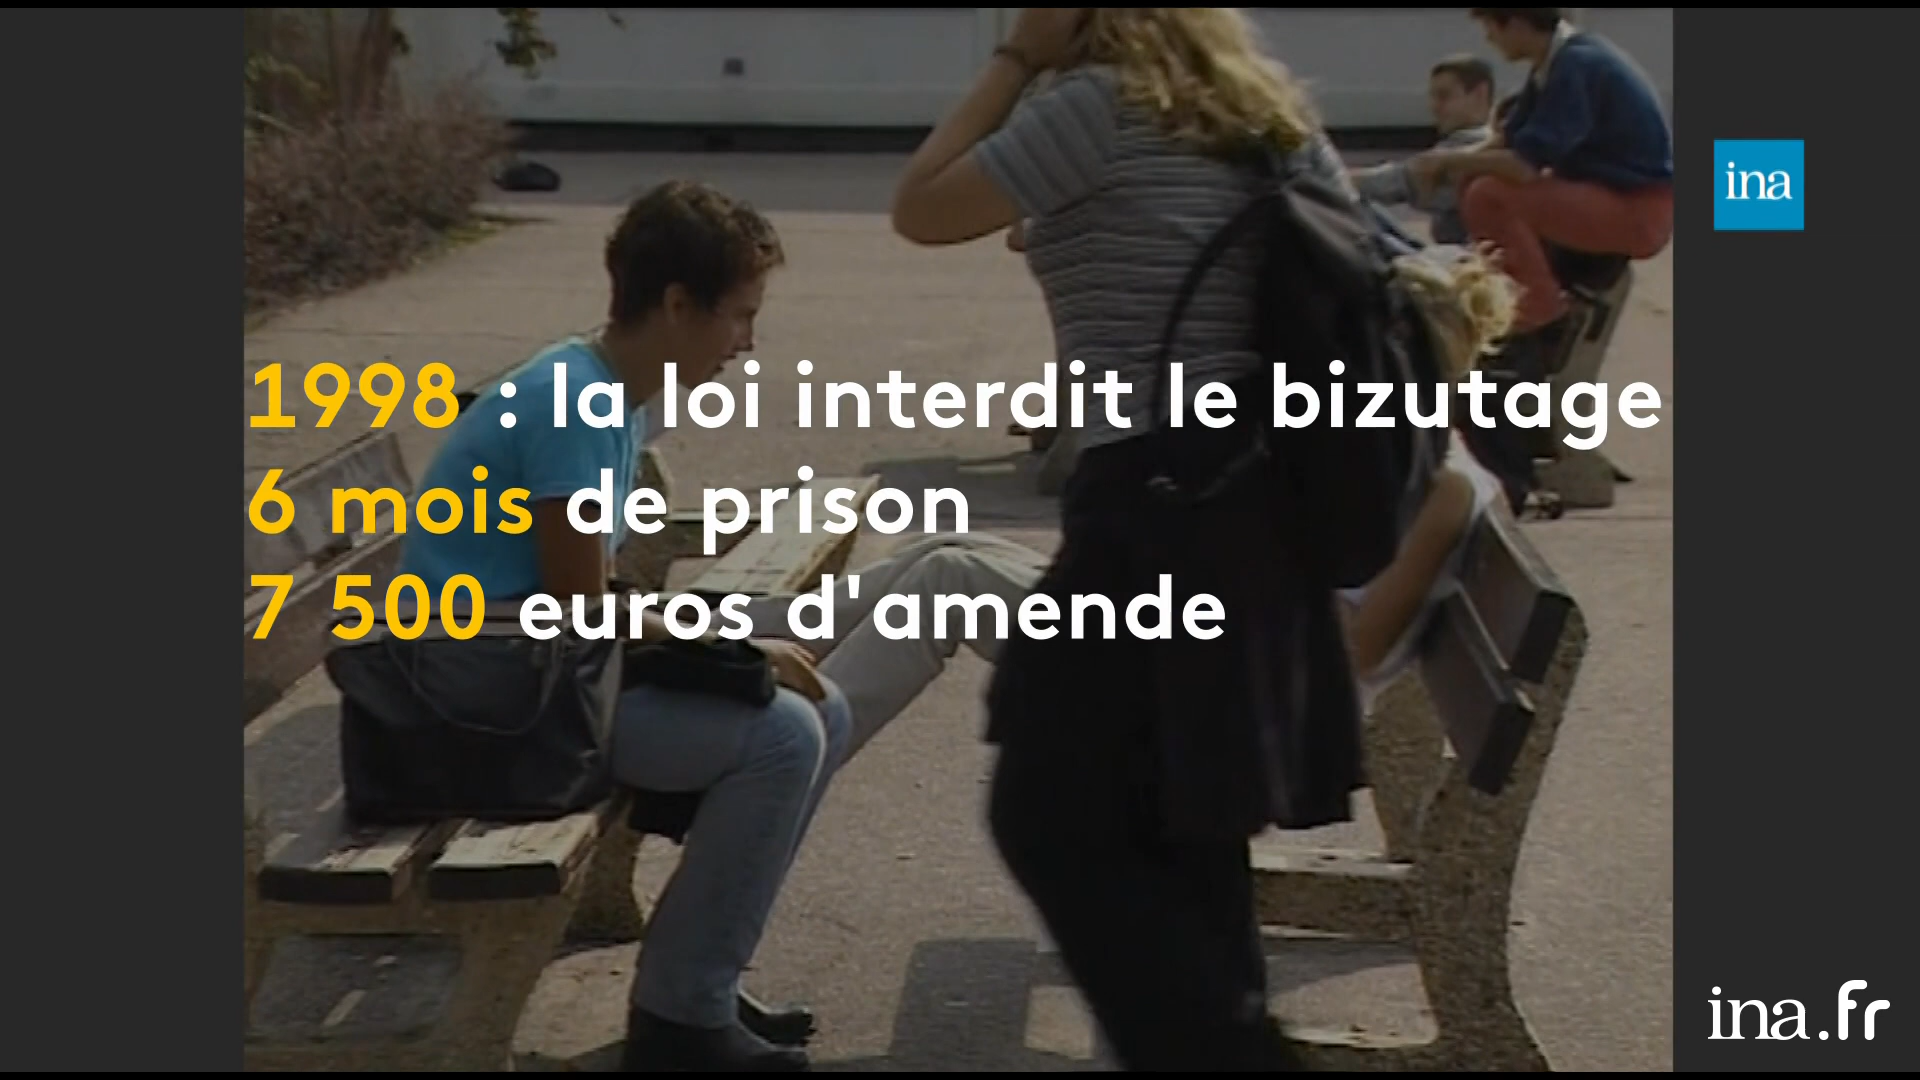 ina
1998 : la loi interdit le bizutage
6 mois de prison
7 500 euros d'amende
ina.fr